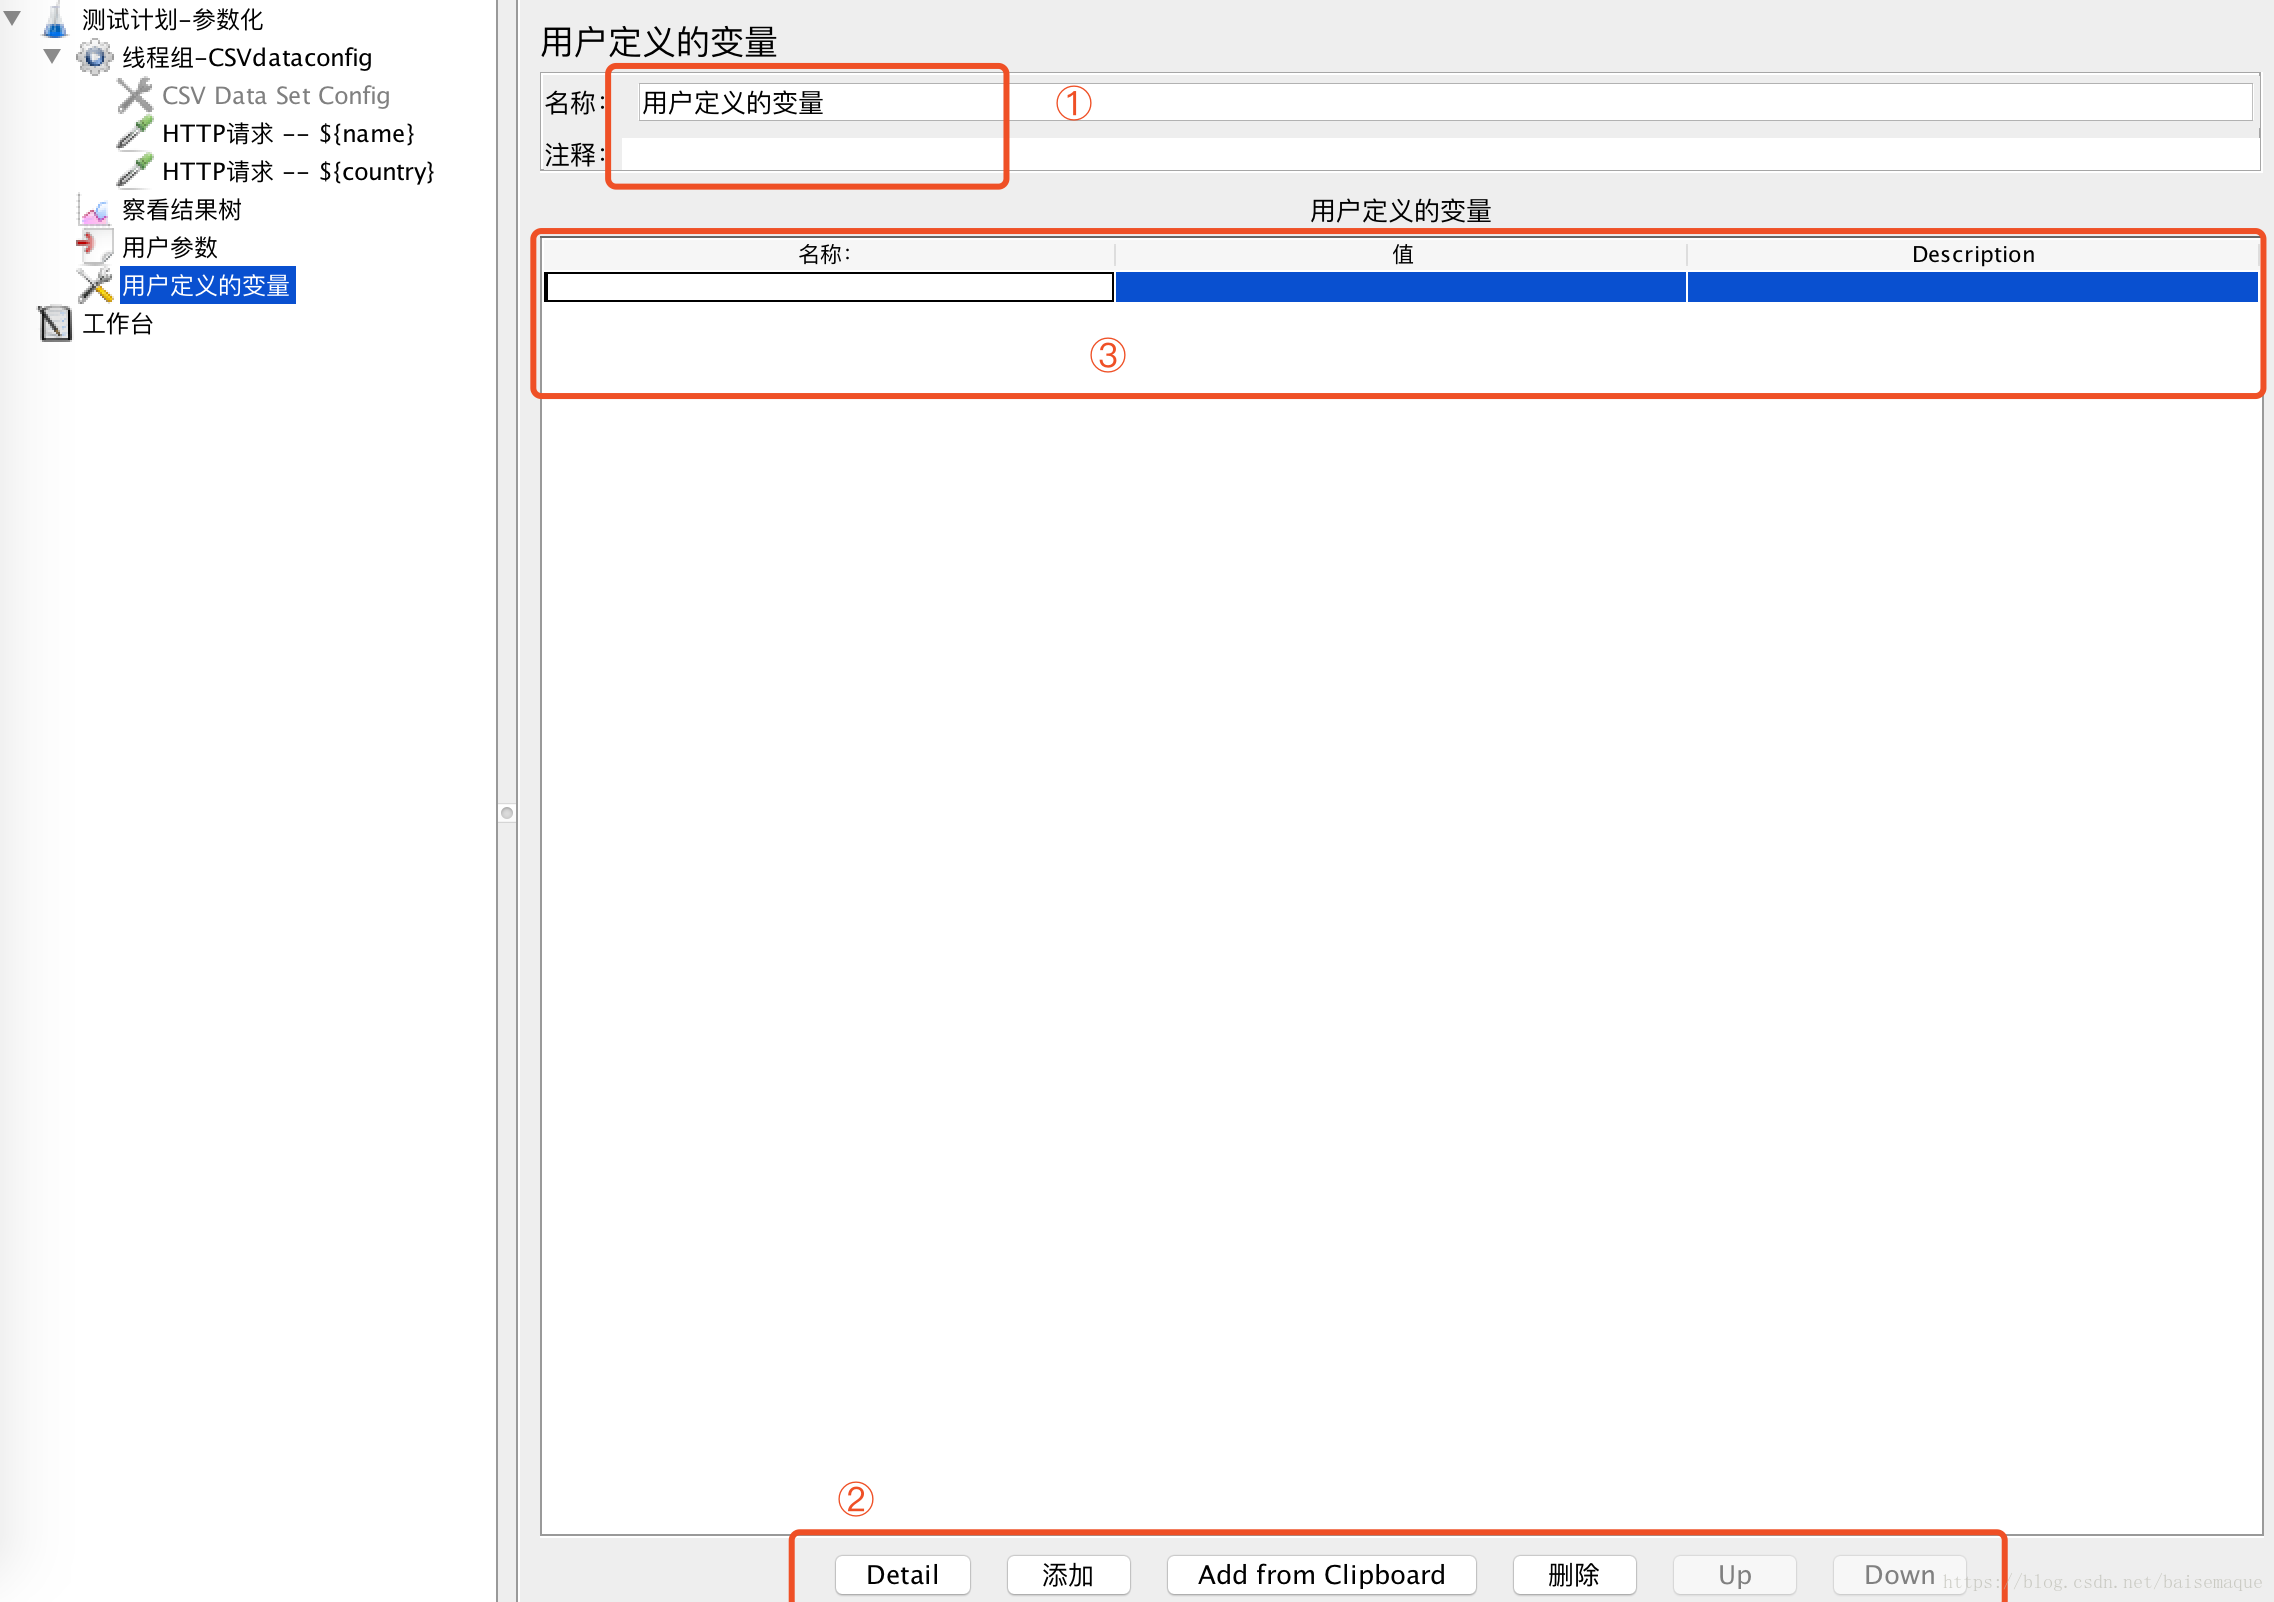 测试计划-参数化
线程组-CSVdataconfig
CSV Data Set Config
HTTP请求 -- ${name}
HTTP请求 -- ${country}
察看结果树
用户参数
用户定义的变量
工作台
用户定义的变量
名称： 用户定义的变量 ①
注释：
用户定义的变量
名称： 值 Description
③
②
Detail 添加 Add from Clipboard 删除 Up Down
https://blog.csdn.net/baisemaque